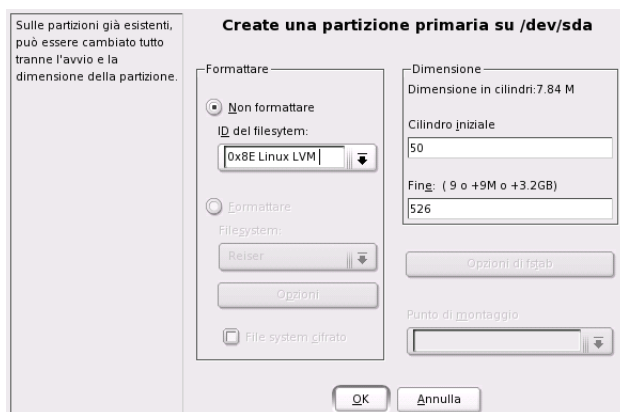 Sulle partizioni già esistenti,
può essere cambiato tutto
tranne l'avvio e la
dimensione della partizione.
Create una partizione primaria su /dev/sda
Formattare
Non formattare
ID del filesytem:
0x8E Linux LVM
Formattare
Filesystem:
Reiser
Opzioni
File system cifrato
Dimensione
Dimensione in cilindri:7.84 M
Cilindro iniziale
50
Fine: ( 9 o +9M o +3.2GB)
526
Opzioni di fstab
Punto di montaggio
OK
Annulla